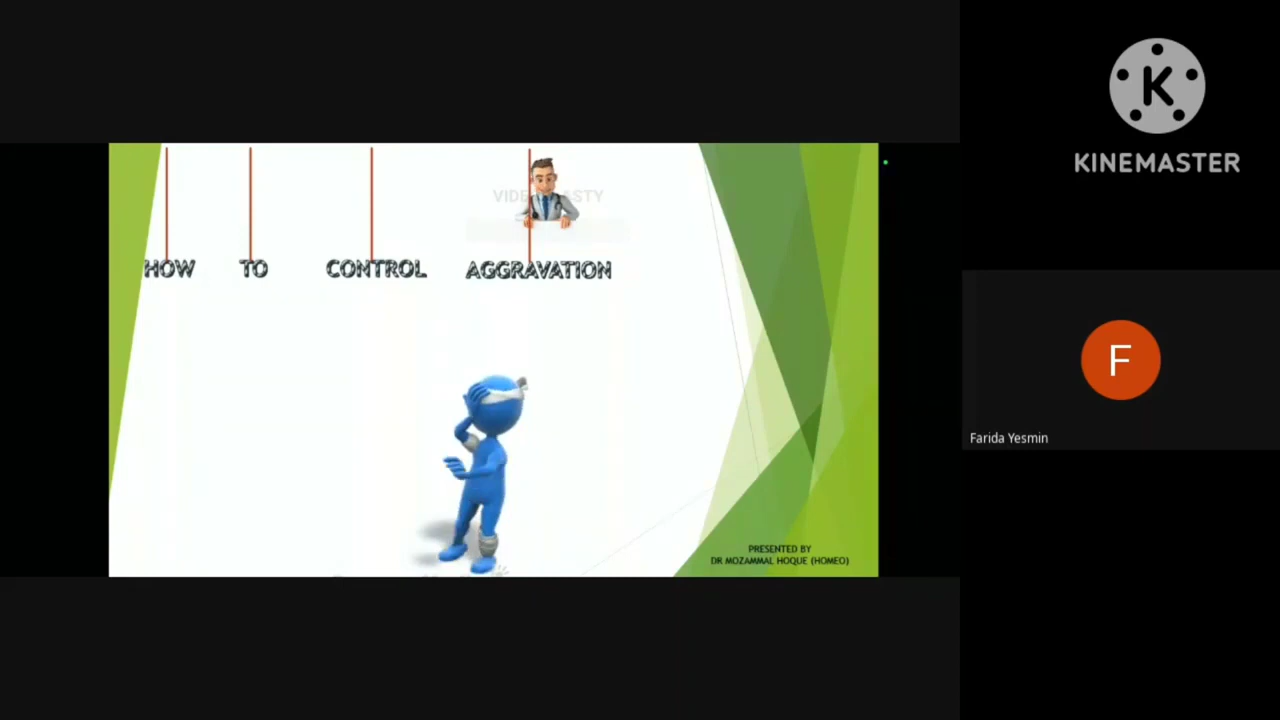 K
KINEMASTER
HOW TO CONTROL AGGRAVATION
F
Farida Yesmin
PRESENTED BY
DR MOZAMMAL HOQUE (HOMEO)